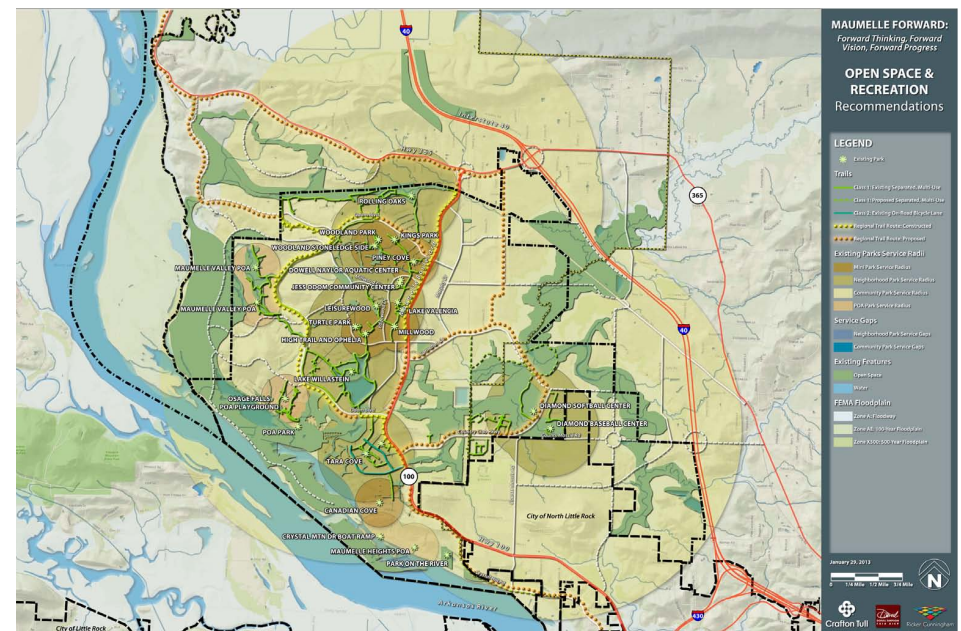 MAUMELLE FORWARD:
Forward Thinking, Forward
Vision, Forward Progress
OPEN SPACE &
RECREATION
Recommendations
LEGEND
Existing Park
Trails
Class 1: Existing Separated, Multi-Use
Class 1: Proposed Separated, Multi-Use
Class 2: Existing On-Road Bicycle Lane
Regional Trail Route: Constructed
Regional Trail Route: Proposed
Existing Parks Service Radii
Mini Park Service Radius
Neighborhood Park Service Radius
Community Park Service Radius
POA Park Service Radius
Service Gaps
Neighborhood Park Service Gaps
Community Park Service Gaps
Existing Features
Open Space
Water
FEMA Floodplain
Zone A: Floodway
Zone AE: 100-Year Floodplain
Zone X500: 500-Year Floodplain
January 29, 2013
0 1/4 Mile 1/2 Mile 3/4 Mile
N
Crafton Tull
Ricker Cunningham
40
Interstate 40
Hwy 365
365
ROLLING OAKS
WOODLAND PARK
KINGS PARK
WOODLAND STONELEDGE SIDE
PINEY COVE
MAUMELLE VALLEY POA
DOWELL NAYLOR AQUATIC CENTER
JESS ODOM COMMUNITY CENTER
MAUMELLE VALLEY POA
LEISUREWOOD
LAKE VALENCIA
TURTLE PARK
MILLWOOD
HIGH TRAIL AND OPHELIA
40
LAKE WILLASTEIN
OSAGE FALLS
POA PLAYGROUND
DIAMOND SOFTBALL CENTER
DIAMOND BASEBALL CENTER
POA PARK
TARA COVE
100
CANADIAN COVE
City of North Little Rock
CRYSTAL MTN DR BOAT RAMP
MAUMELLE HEIGHTS POA
PARK ON THE RIVER
Hwy 100
Arkansas River
430
City of Little Rock